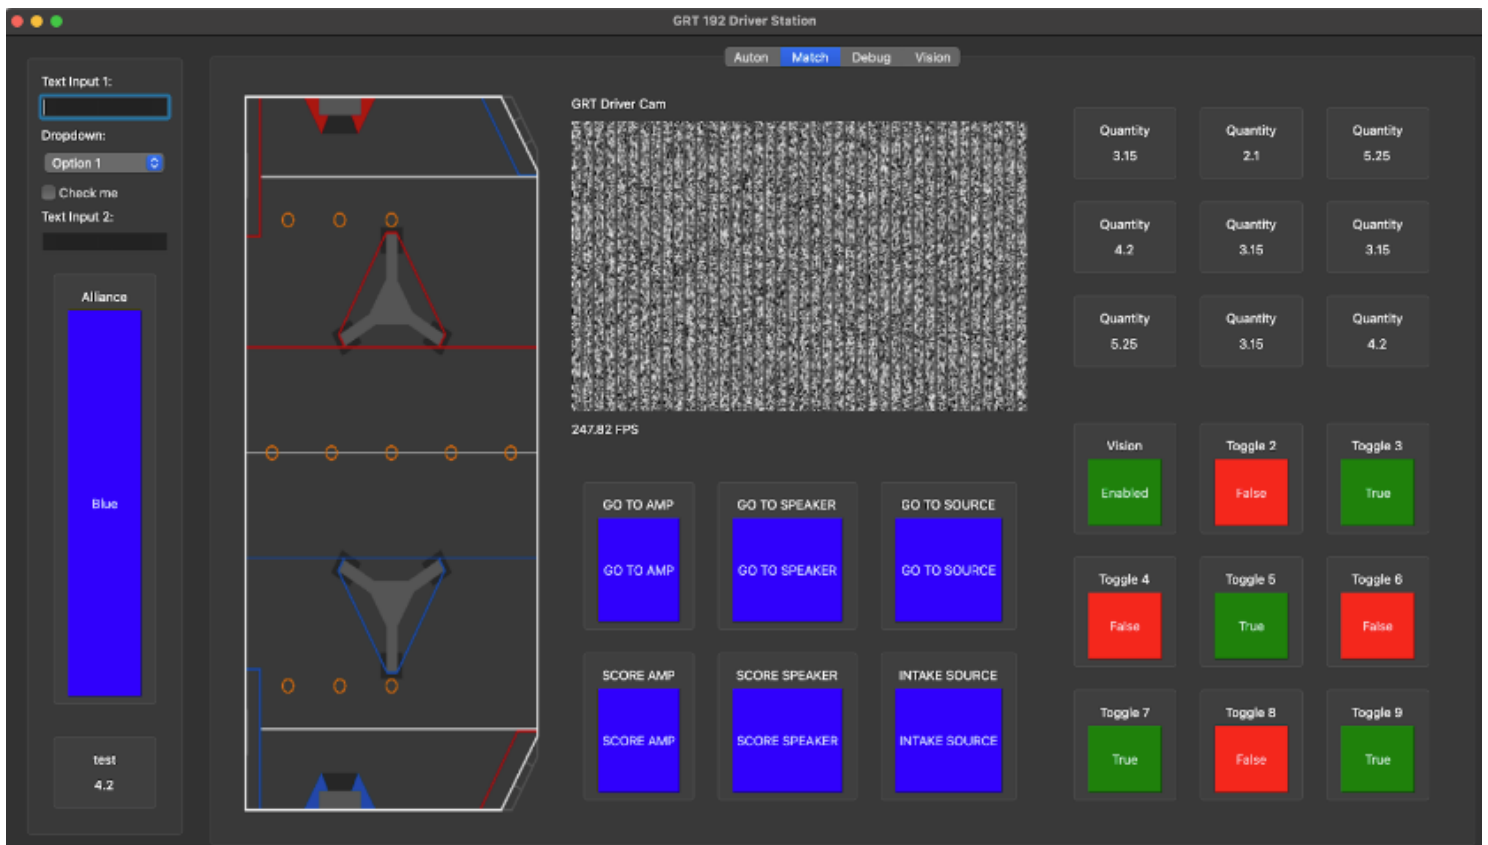 GRT 192 Driver Station
Auton Match Debug Vision
Text Input 1:
Dropdown:
Option 1
Check me
Text Input 2:
Alliance
Blue
test
4.2
GRT Driver Cam
247.82 FPS
GO TO AMP GO TO SPEAKER GO TO SOURCE
GO TO AMP GO TO SPEAKER GO TO SOURCE
SCORE AMP SCORE SPEAKER INTAKE SOURCE
SCORE AMP SCORE SPEAKER INTAKE SOURCE
Quantity Quantity Quantity
3.15 2.1 5.25
Quantity Quantity Quantity
4.2 3.15 3.15
Quantity Quantity Quantity
5.25 3.15 4.2
Vision Toggle 2 Toggle 3
Enabled False True
Toggle 4 Toggle 5 Toggle 6
False True False
Toggle 7 Toggle 8 Toggle 9
True False True